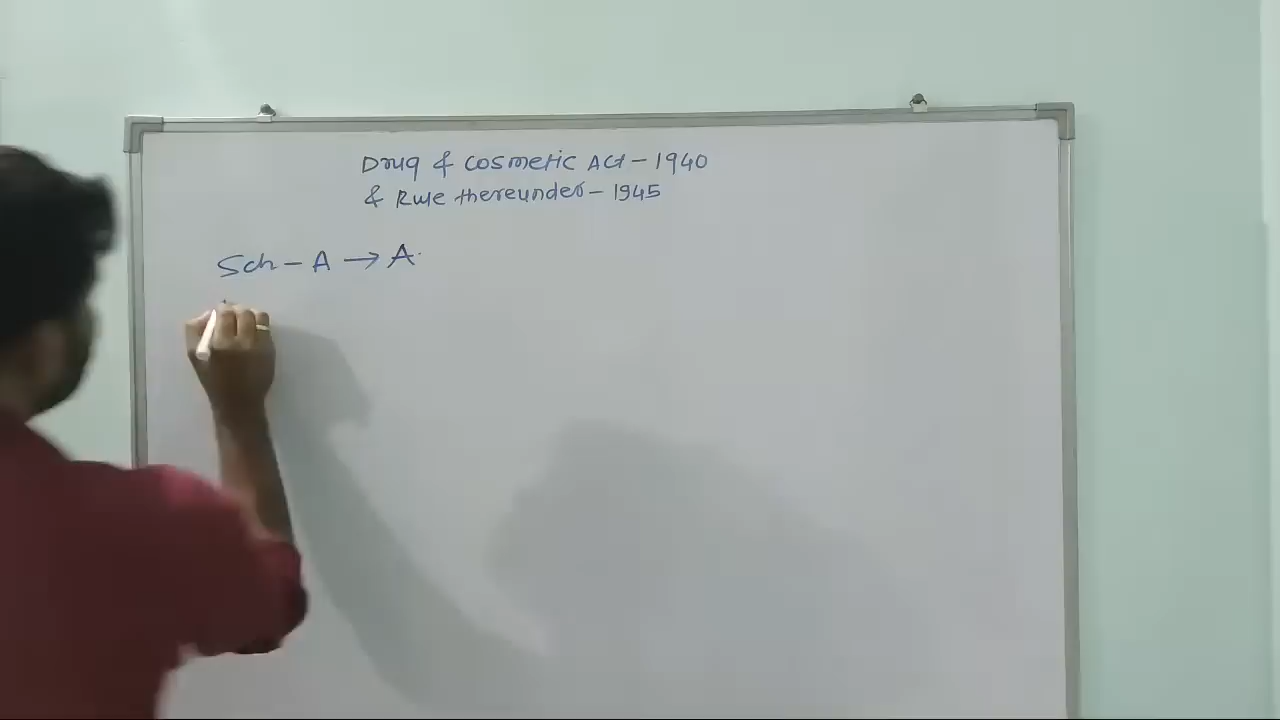 Drug & Cosmetic Act - 1940
& Rule thereunder - 1945
Sch - A → A.